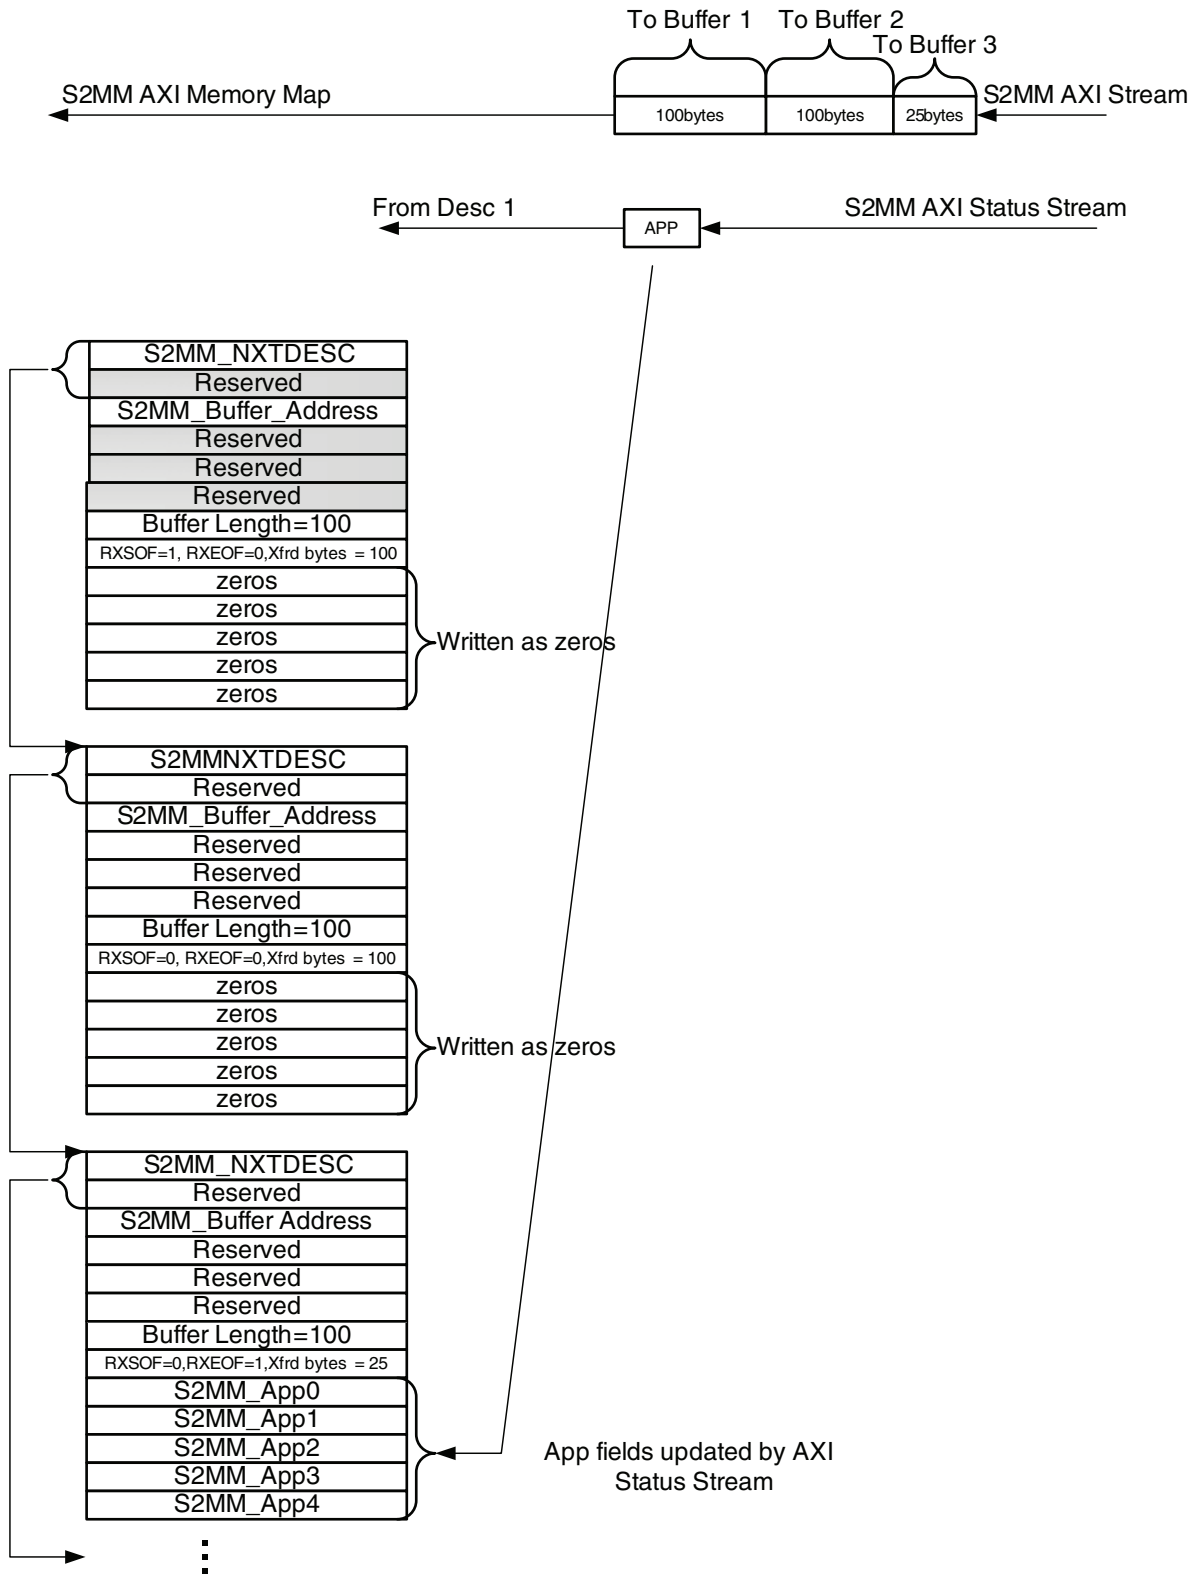 To Buffer 1
To Buffer 2
To Buffer 3
S2MM AXI Memory Map
100bytes
100bytes
25bytes
S2MM AXI Stream
From Desc 1
APP
S2MM AXI Status Stream
S2MM_NXTDESC
Reserved
S2MM_Buffer_Address
Reserved
Reserved
Reserved
Buffer Length=100
RXSOF=1, RXEOF=0,Xfrd bytes = 100
zeros
zeros
zeros
zeros
zeros
Written as zeros
S2MMNXTDESC
Reserved
S2MM_Buffer_Address
Reserved
Reserved
Reserved
Buffer Length=100
RXSOF=0, RXEOF=0,Xfrd bytes = 100
zeros
zeros
zeros
zeros
zeros
Written as zeros
S2MM_NXTDESC
Reserved
S2MM_Buffer Address
Reserved
Reserved
Reserved
Buffer Length=100
RXSOF=0,RXEOF=1,Xfrd bytes = 25
S2MM_App0
S2MM_App1
S2MM_App2
S2MM_App3
S2MM_App4
App fields updated by AXI
Status Stream